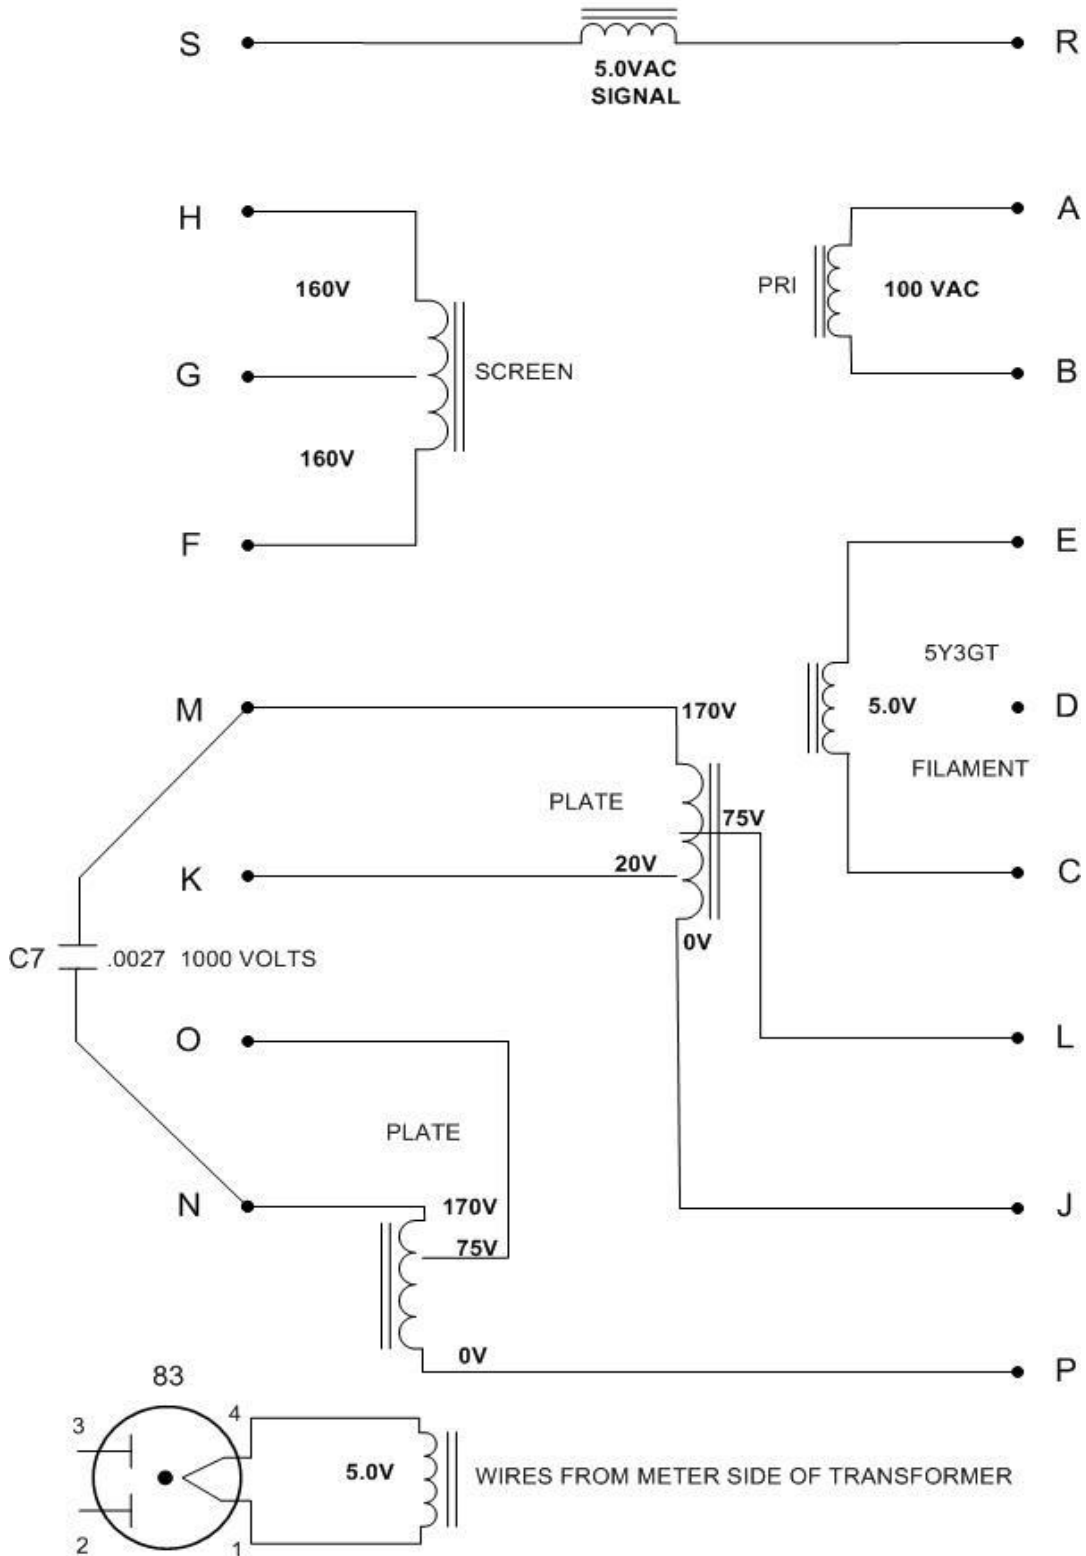 S
R
5.0VAC
SIGNAL
H
A
160V
PRI
100 VAC
G
SCREEN
B
160V
F
E
5Y3GT
M
170V
5.0V
D
FILAMENT
PLATE
75V
K
20V
C
0V
C7
.0027 1000 VOLTS
O
L
PLATE
N
170V
J
75V
0V
P
83
3
4
5.0V
WIRES FROM METER SIDE OF TRANSFORMER
2
1